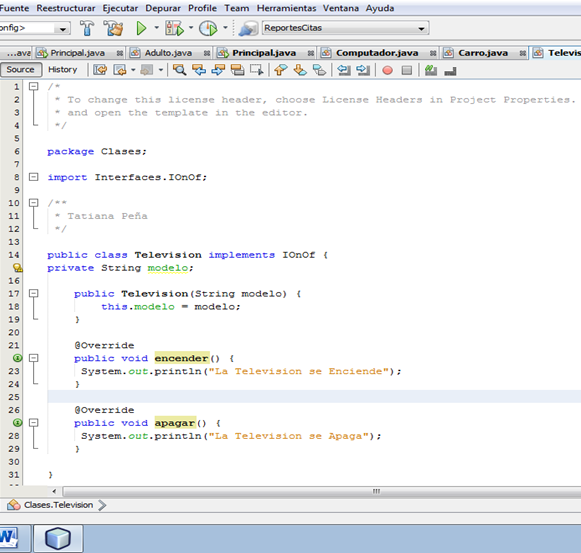 Fuente Reestructurar Ejecutar Depurar Profile Team Herramientas Ventana Ayuda
onfig> ReportesCitas
...ava Principal.java Adulto.java Principal.java Computador.java Carro.java Televis
Source History
1 /*
2 * To change this license header, choose License Headers in Project Properties.
3 * and open the template in the editor.
4 */
5
6 package Clases;
7
8 import Interfaces.IOnOf;
9
10 /**
11 * Tatiana Peña
12 */
13
14 public class Television implements IOnOf {
private String modelo;
16
17 public Television(String modelo) {
18 this.modelo = modelo;
19 }
20
21 @Override
public void encender() {
23 System.out.println("La Television se Enciende");
24 }
25
26 @Override
public void apagar() {
28 System.out.println("La Television se Apaga");
29 }
30
31 }
Clases.Television
W